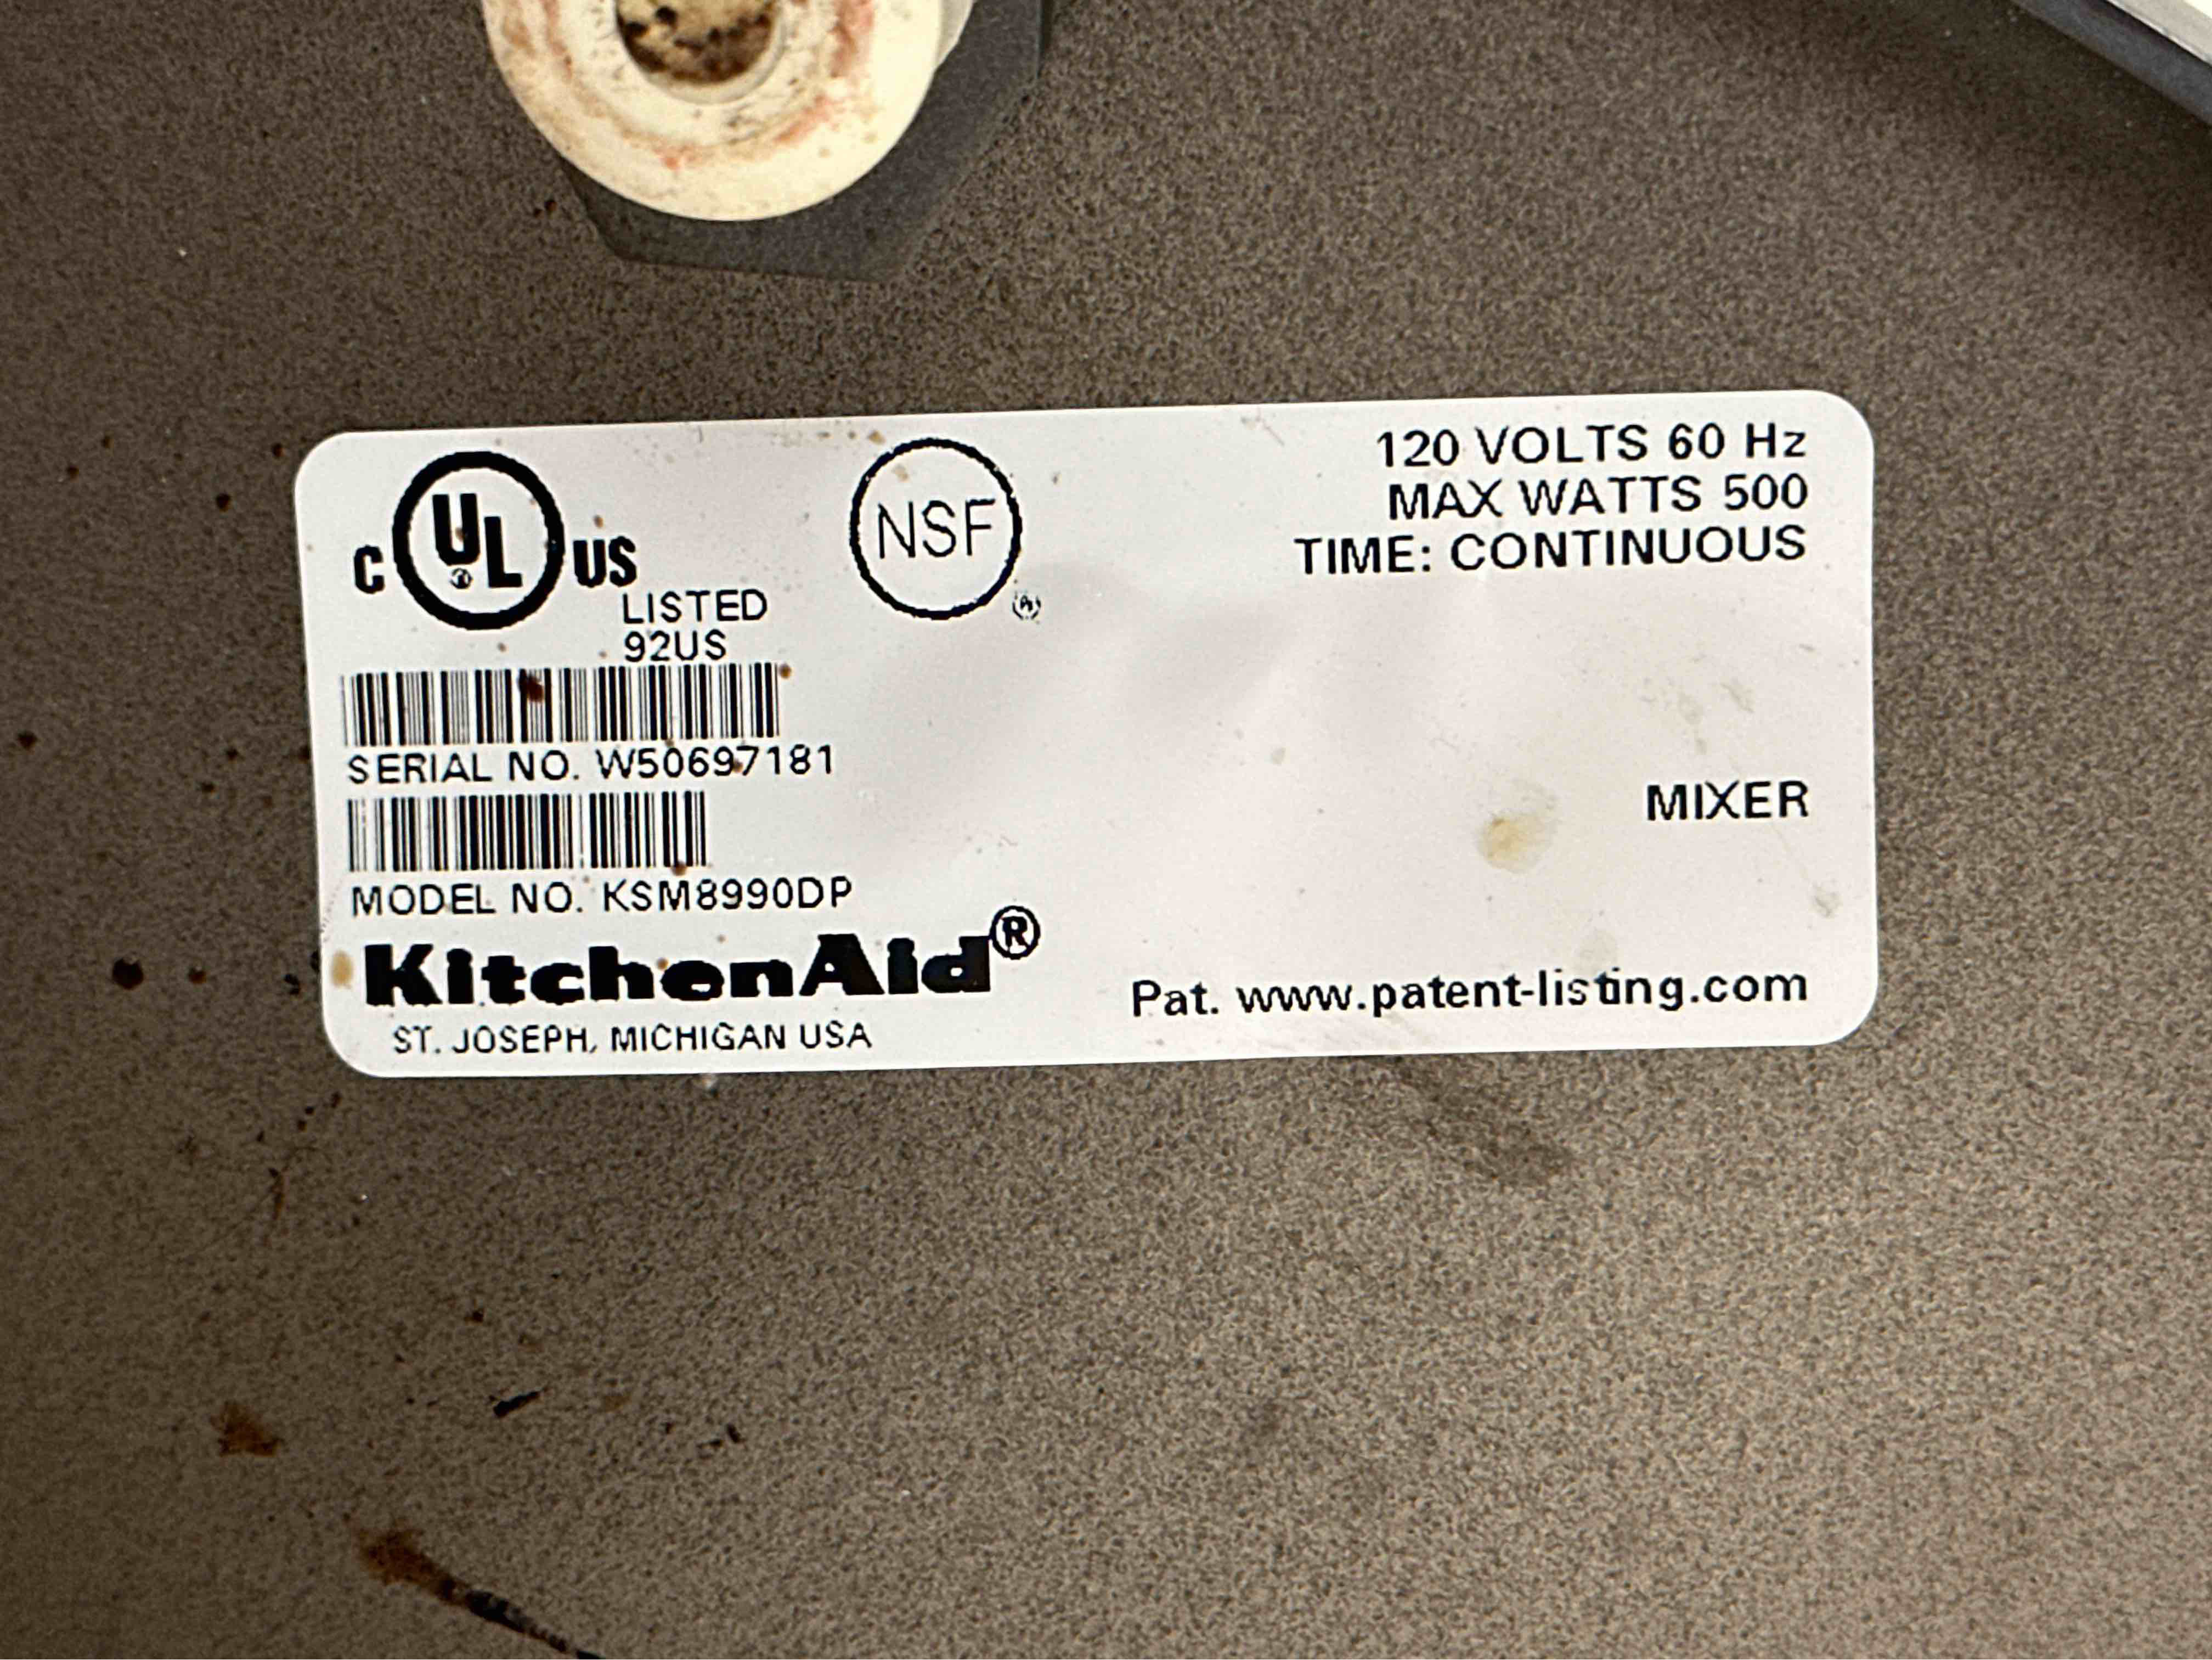 C UL® US
LISTED
92US
NSF®
120 VOLTS 60 Hz
MAX WATTS 500
TIME: CONTINUOUS
SERIAL NO. W50697181
MODEL NO. KSM8990DP
MIXER
KitchenAid®
ST. JOSEPH, MICHIGAN USA
Pat. www.patent-listing.com